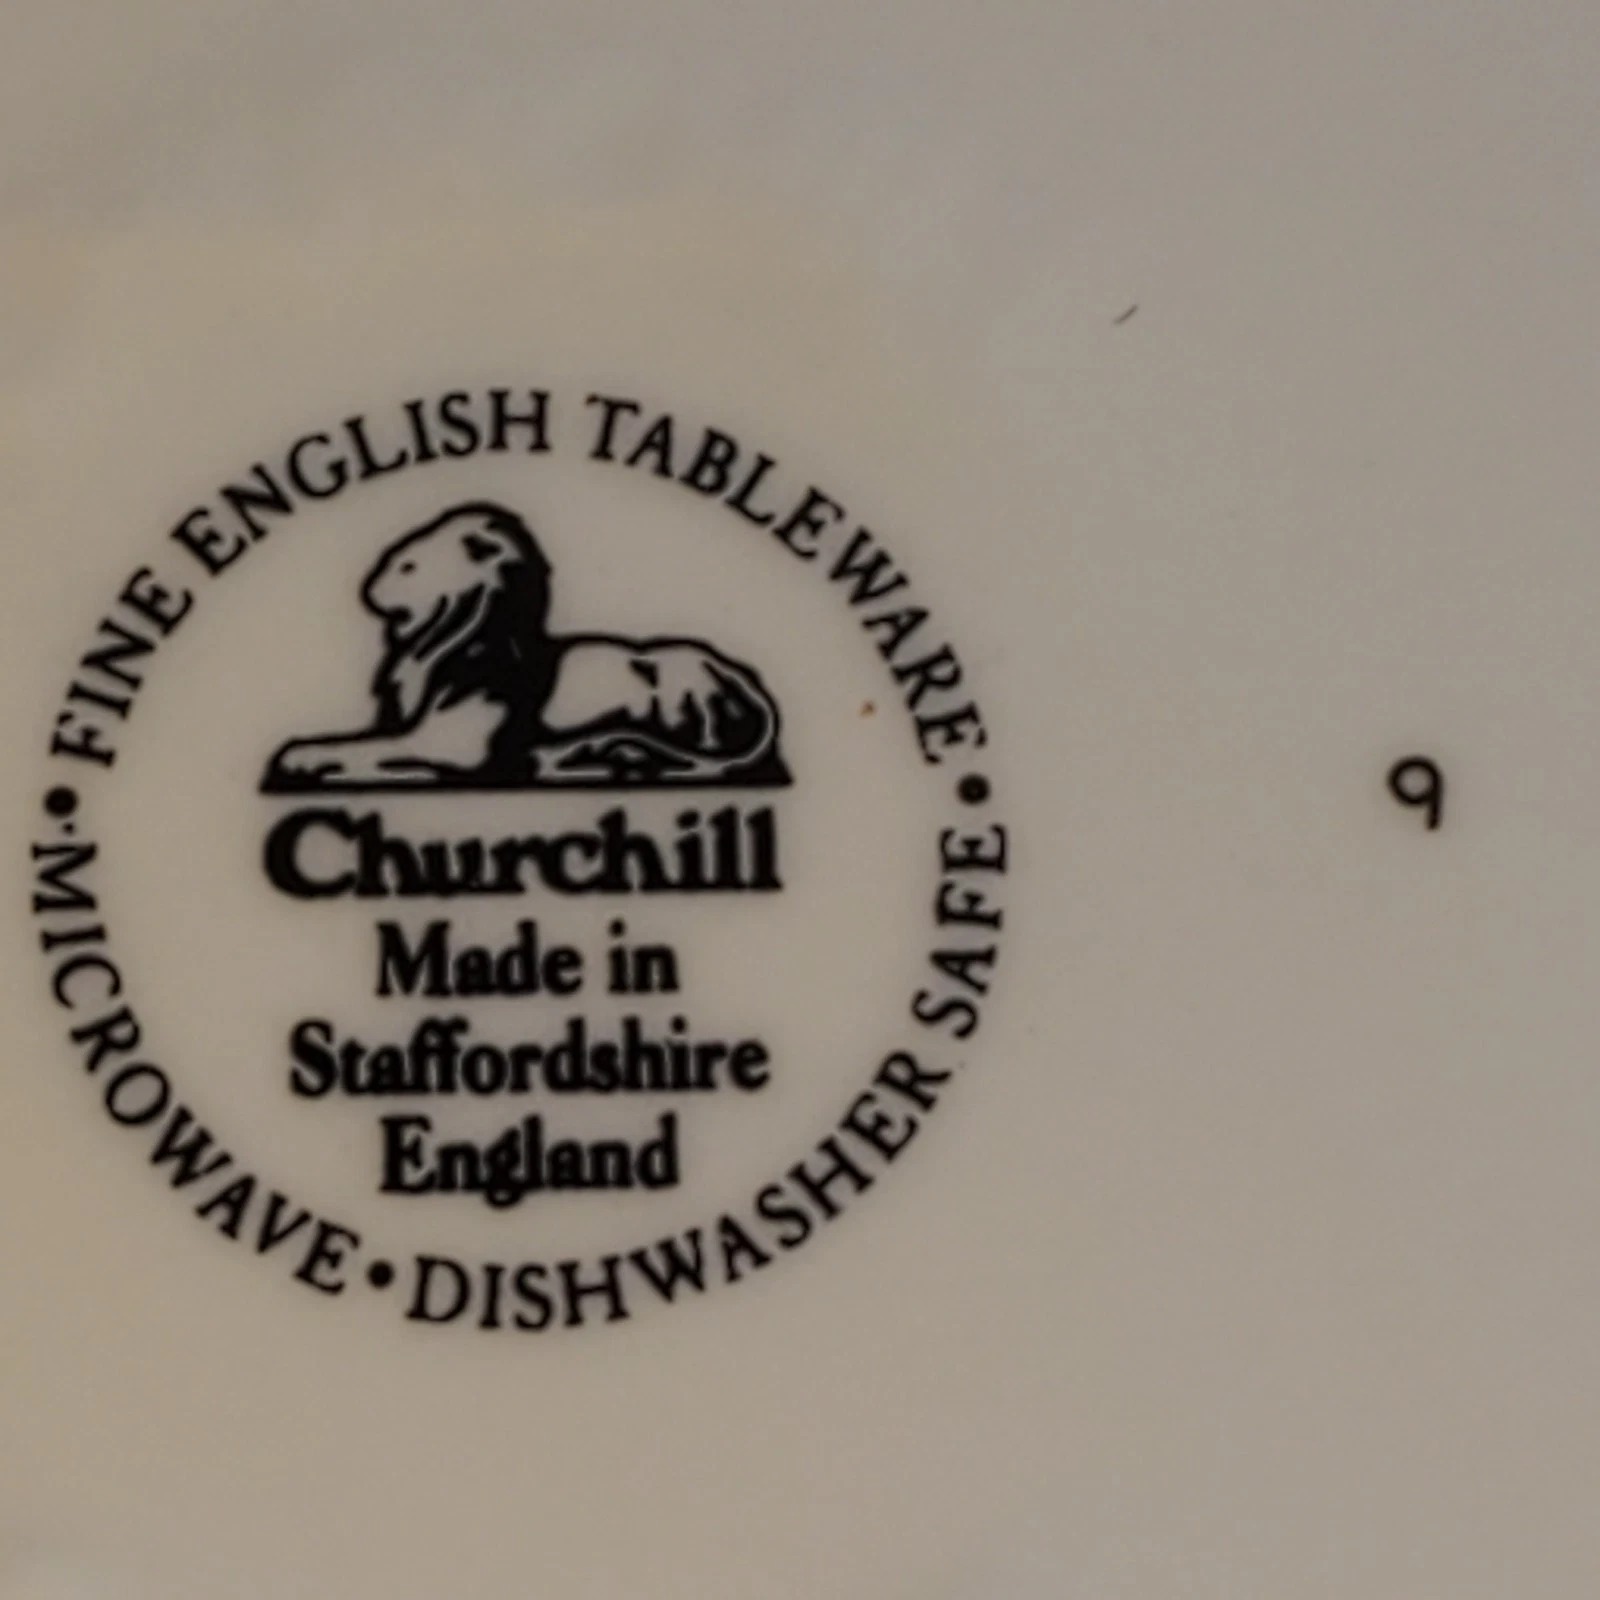 • FINE ENGLISH TABLEWARE •
Churchill
Made in
Staffordshire
England
MICROWAVE • DISHWASHER SAFE
9